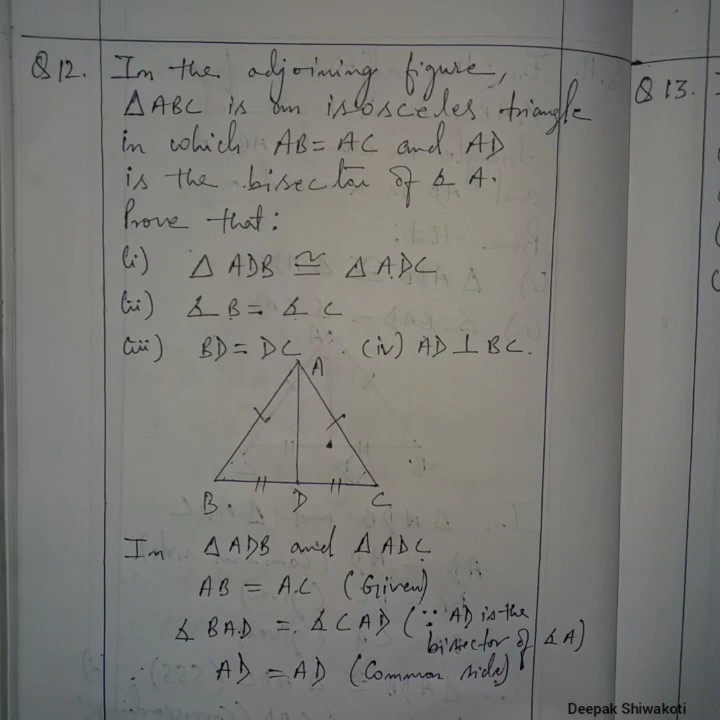 Q 12. In the adjoining figure,
△ ABC is an isosceles triangle
in which AB = AC and AD
is the bisector of ∡ A.
Prove that:
(i) △ ADB ≅ △ ADC
(ii) ∡ B = ∡ C
(iii) BD = DC (iv) AD ⊥ BC.
A
B. D C
In △ ADB and △ ADC
AB = AC (Given)
∡ BAD = ∡ CAD (∵ AD is the
bisector of ∡A)
AD = AD (Common side)
Q 13.
Deepak Shiwakoti